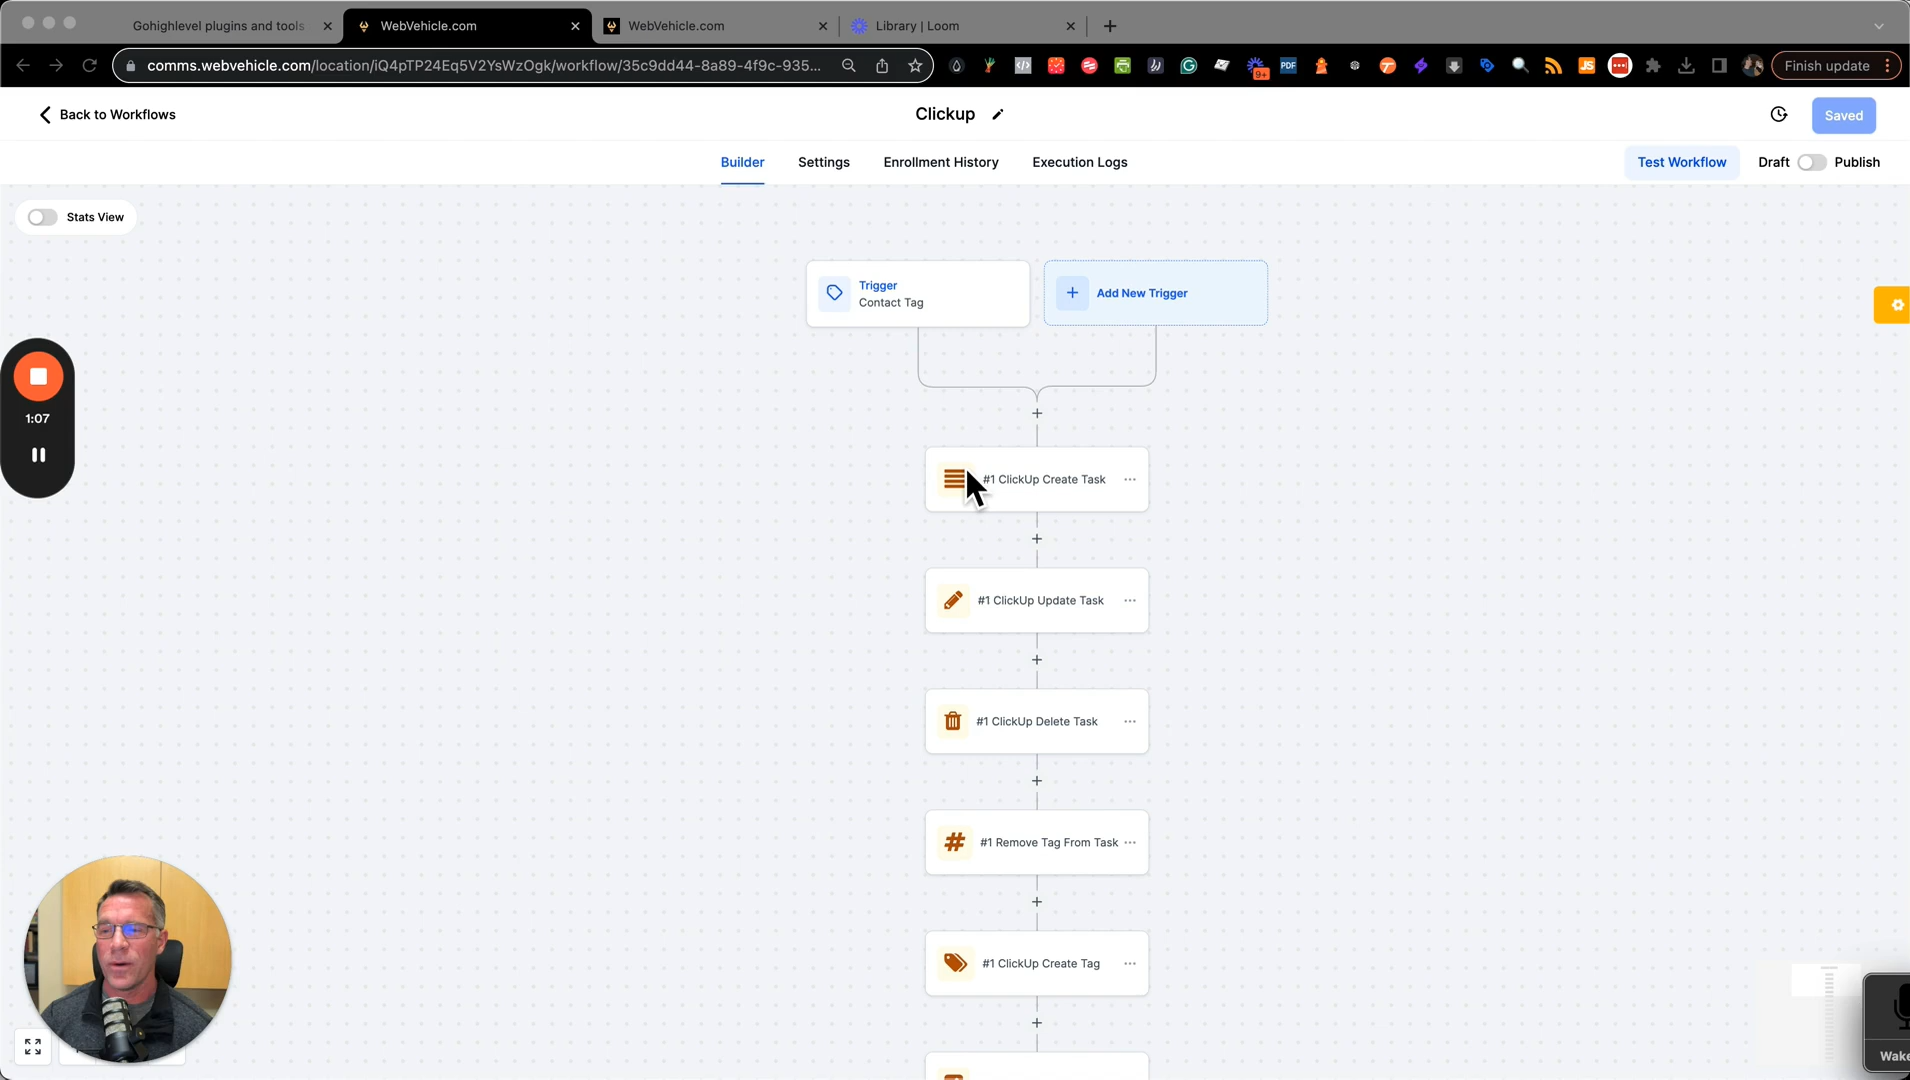 Gohighlevel plugins and tools
WebVehicle.com
WebVehicle.com
Library | Loom
comms.webvehicle.com/location/iQ4pTP24Eq5V2YsWzOgk/workflow/35c9dd44-8a89-4f9c-935...
9+
PDF
JS
Finish update
Back to Workflows
Clickup
Saved
Builder
Settings
Enrollment History
Execution Logs
Test Workflow
Draft
Publish
Stats View
Trigger
Contact Tag
Add New Trigger
1:07
#1 ClickUp Create Task
#1 ClickUp Update Task
#1 ClickUp Delete Task
#1 Remove Tag From Task
#1 ClickUp Create Tag
Wake